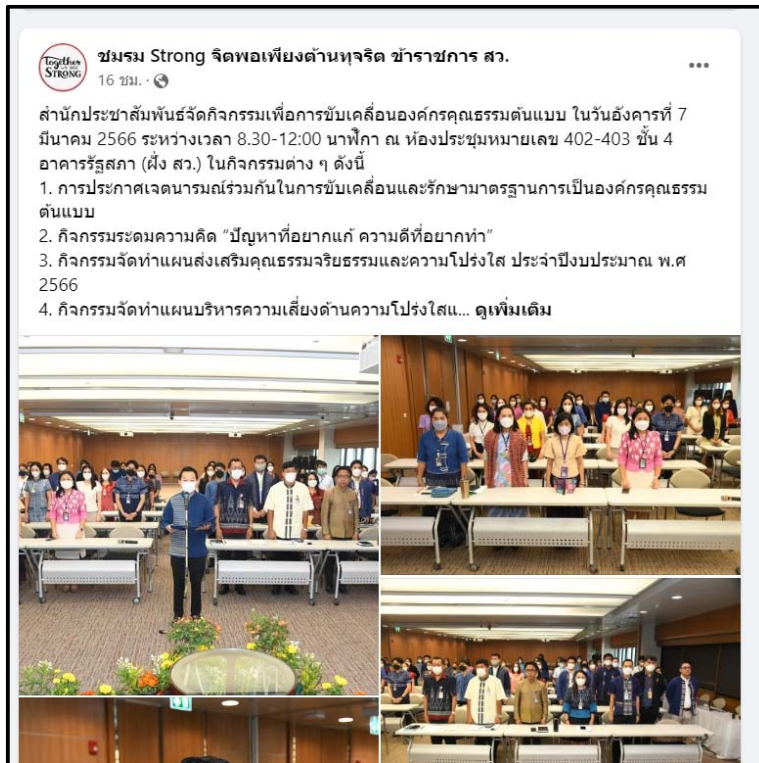 Together
STRONG
ชมรม Strong จิตพอเพียงต้านทุจริต ข้าราชการ สว.
16 ชม.
สำนักประชาสัมพันธ์จัดกิจกรรมเพื่อการขับเคลื่อนองค์กรคุณธรรมต้นแบบ ในวันอังคารที่ 7
มีนาคม 2566 ระหว่างเวลา 8.30-12:00 นาฬิกา ณ ห้องประชุมหมายเลข 402-403 ชั้น 4
อาคารรัฐสภา (ฝั่ง สว.) ในกิจกรรมต่าง ๆ ดังนี้
1. การประกาศเจตนารมณ์ร่วมกันในการขับเคลื่อนและรักษามาตรฐานการเป็นองค์กรคุณธรรม
ต้นแบบ
2. กิจกรรมระดมความคิด “ปัญหาที่อยากแก้ ความดีที่อยากทำ”
3. กิจกรรมจัดทำแผนส่งเสริมคุณธรรมจริยธรรมและความโปร่งใส ประจำปีงบประมาณ พ.ศ
2566
4. กิจกรรมจัดทำแผนบริหารความเสี่ยงด้านความโปร่งใสแ... ดูเพิ่มเติม